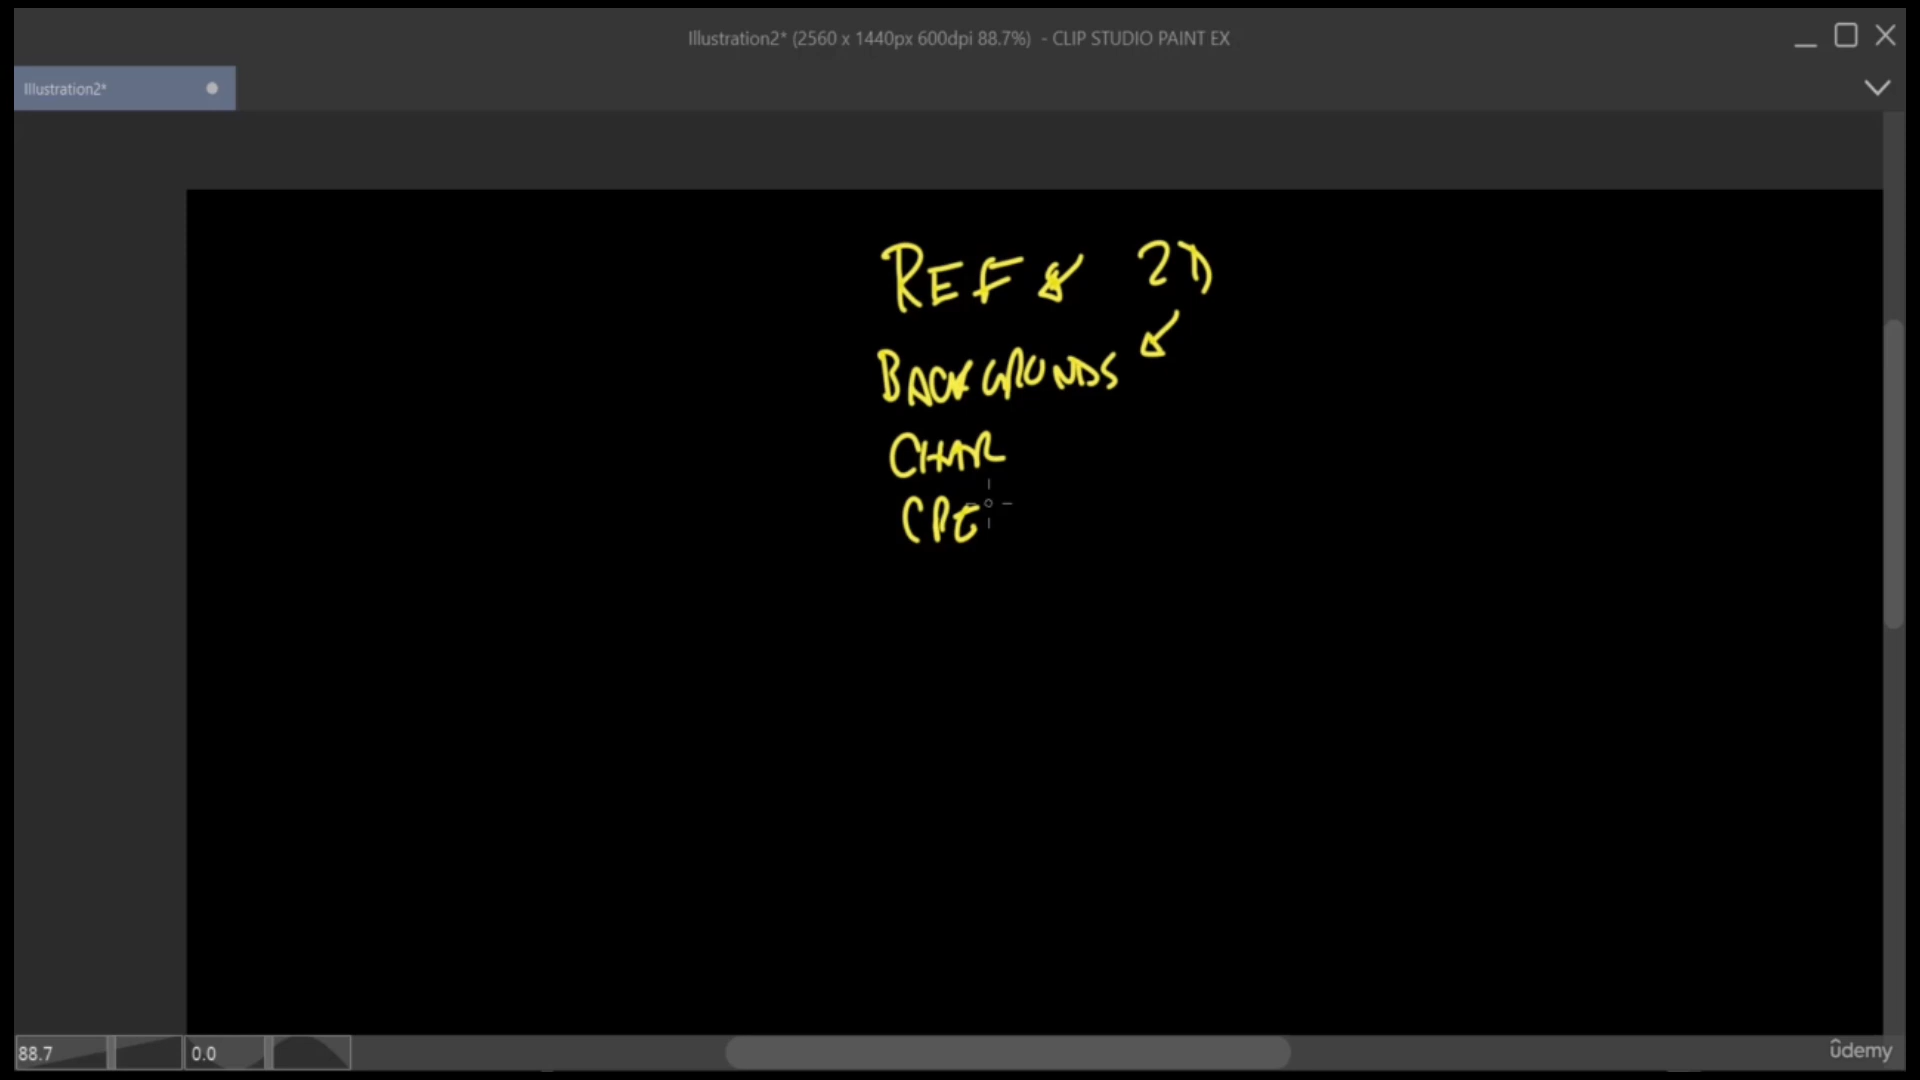 Illustration2* (2560 x 1440px 600dpi 88.7%) - CLIP STUDIO PAINT EX
Illustration2*
REF 2D
BACKGROUNDS
CHAR
CRE
88.7 0.0
ûdemy